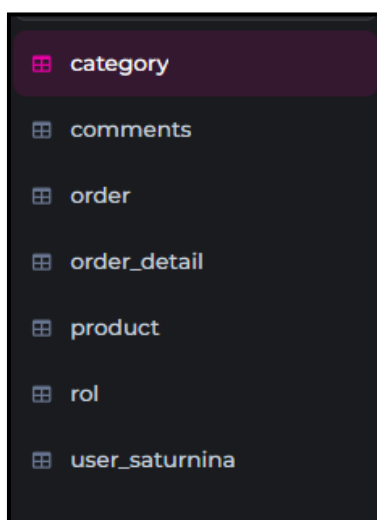 category
comments
order
order_detail
product
rol
user_saturnina